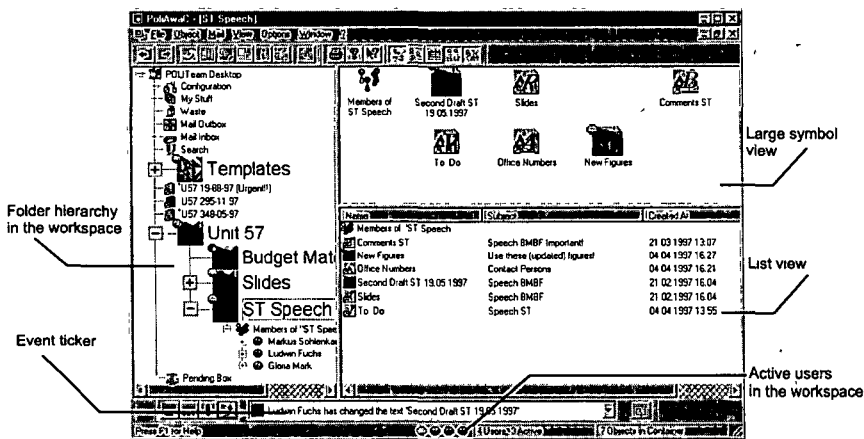 PoliAwaC - [ST Speech]
File Object Mail View Options Window ?
POLITeam Desktop
Configuration
My Stuff
Waste
Mail Outbox
Mail Inbox
Search
Templates
U57 19-88-97 (Urgent!!)
U57 295-11 97
U57 348-05-97
Unit 57
Budget Mat
Slides
ST Speech
Members of "ST Spee
Markus Sohlenka
Ludwin Fuchs
Gloria Mark
Pending Box
Members of
ST Speech
Second Draft ST
19 05.1997
Slides
Comments ST
To Do
Office Numbers
New Figures
Name Subject Created At
Members of "ST Speech
Comments ST Speech BMBF Important! 21 03 1997 13.07
New Figures Use these (updated) figures! 04 04 1997 16.27
Office Numbers Contact Persons 04 04 1997 16.21
Second Draft ST 19.05 1997 Speech BMBF 21 02 1997 16.04
Slides Speech BMBF 21 02.1997 16.04
To Do Speech ST 04 04 1997 13 55
Ludwin Fuchs has changed the text 'Second Draft ST 19.05 1997'
Press F1 for Help
Users Active
7 Objects in Container
Folder hierarchy
in the workspace
Event ticker
Large symbol
view
List view
Active users
in the workspace